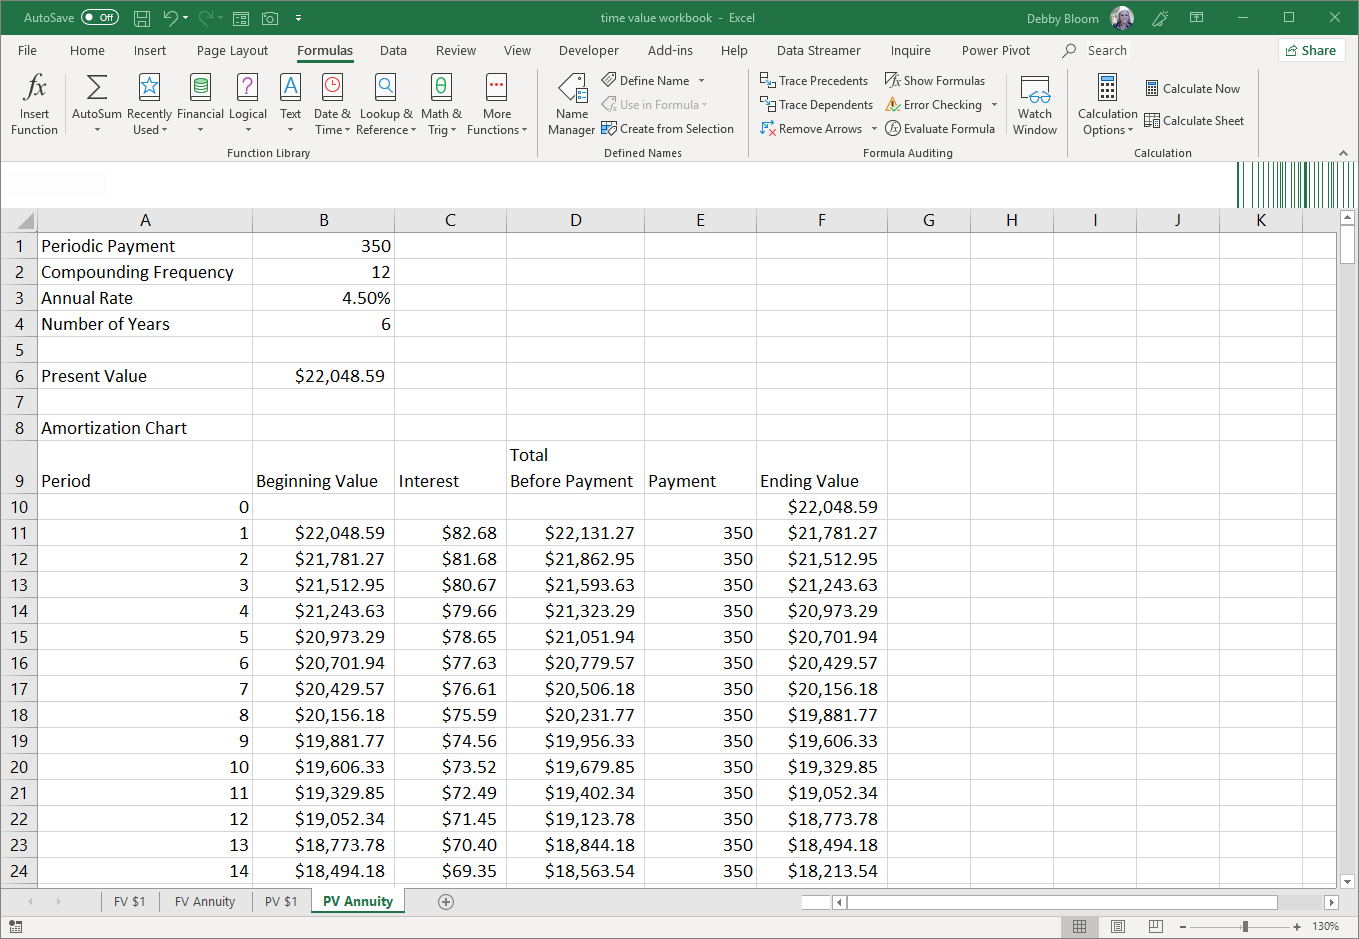 AutoSave Off time value workbook - Excel Debby Bloom
File Home Insert Page Layout Formulas Data Review View Developer Add-ins Help Data Streamer Inquire Power Pivot Search Share
Insert Function
AutoSum
Recently Used
Financial
Logical
Text
Date & Time
Lookup & Reference
Math & Trig
More Functions
Function Library
Name Manager
Define Name
Use in Formula
Create from Selection
Defined Names
Trace Precedents
Trace Dependents
Remove Arrows
Show Formulas
Error Checking
Evaluate Formula
Formula Auditing
Watch Window
Calculation Options
Calculate Now
Calculate Sheet
Calculation
A B C D E F G H I J K
1 Periodic Payment 350
2 Compounding Frequency 12
3 Annual Rate 4.50%
4 Number of Years 6
5
6 Present Value $22,048.59
7
8 Amortization Chart
Total
9 Period Beginning Value Interest Before Payment Payment Ending Value
10 0 $22,048.59
11 1 $22,048.59 $82.68 $22,131.27 350 $21,781.27
12 2 $21,781.27 $81.68 $21,862.95 350 $21,512.95
13 3 $21,512.95 $80.67 $21,593.63 350 $21,243.63
14 4 $21,243.63 $79.66 $21,323.29 350 $20,973.29
15 5 $20,973.29 $78.65 $21,051.94 350 $20,701.94
16 6 $20,701.94 $77.63 $20,779.57 350 $20,429.57
17 7 $20,429.57 $76.61 $20,506.18 350 $20,156.18
18 8 $20,156.18 $75.59 $20,231.77 350 $19,881.77
19 9 $19,881.77 $74.56 $19,956.33 350 $19,606.33
20 10 $19,606.33 $73.52 $19,679.85 350 $19,329.85
21 11 $19,329.85 $72.49 $19,402.34 350 $19,052.34
22 12 $19,052.34 $71.45 $19,123.78 350 $18,773.78
23 13 $18,773.78 $70.40 $18,844.18 350 $18,494.18
24 14 $18,494.18 $69.35 $18,563.54 350 $18,213.54
FV $1 FV Annuity PV $1 PV Annuity
130%